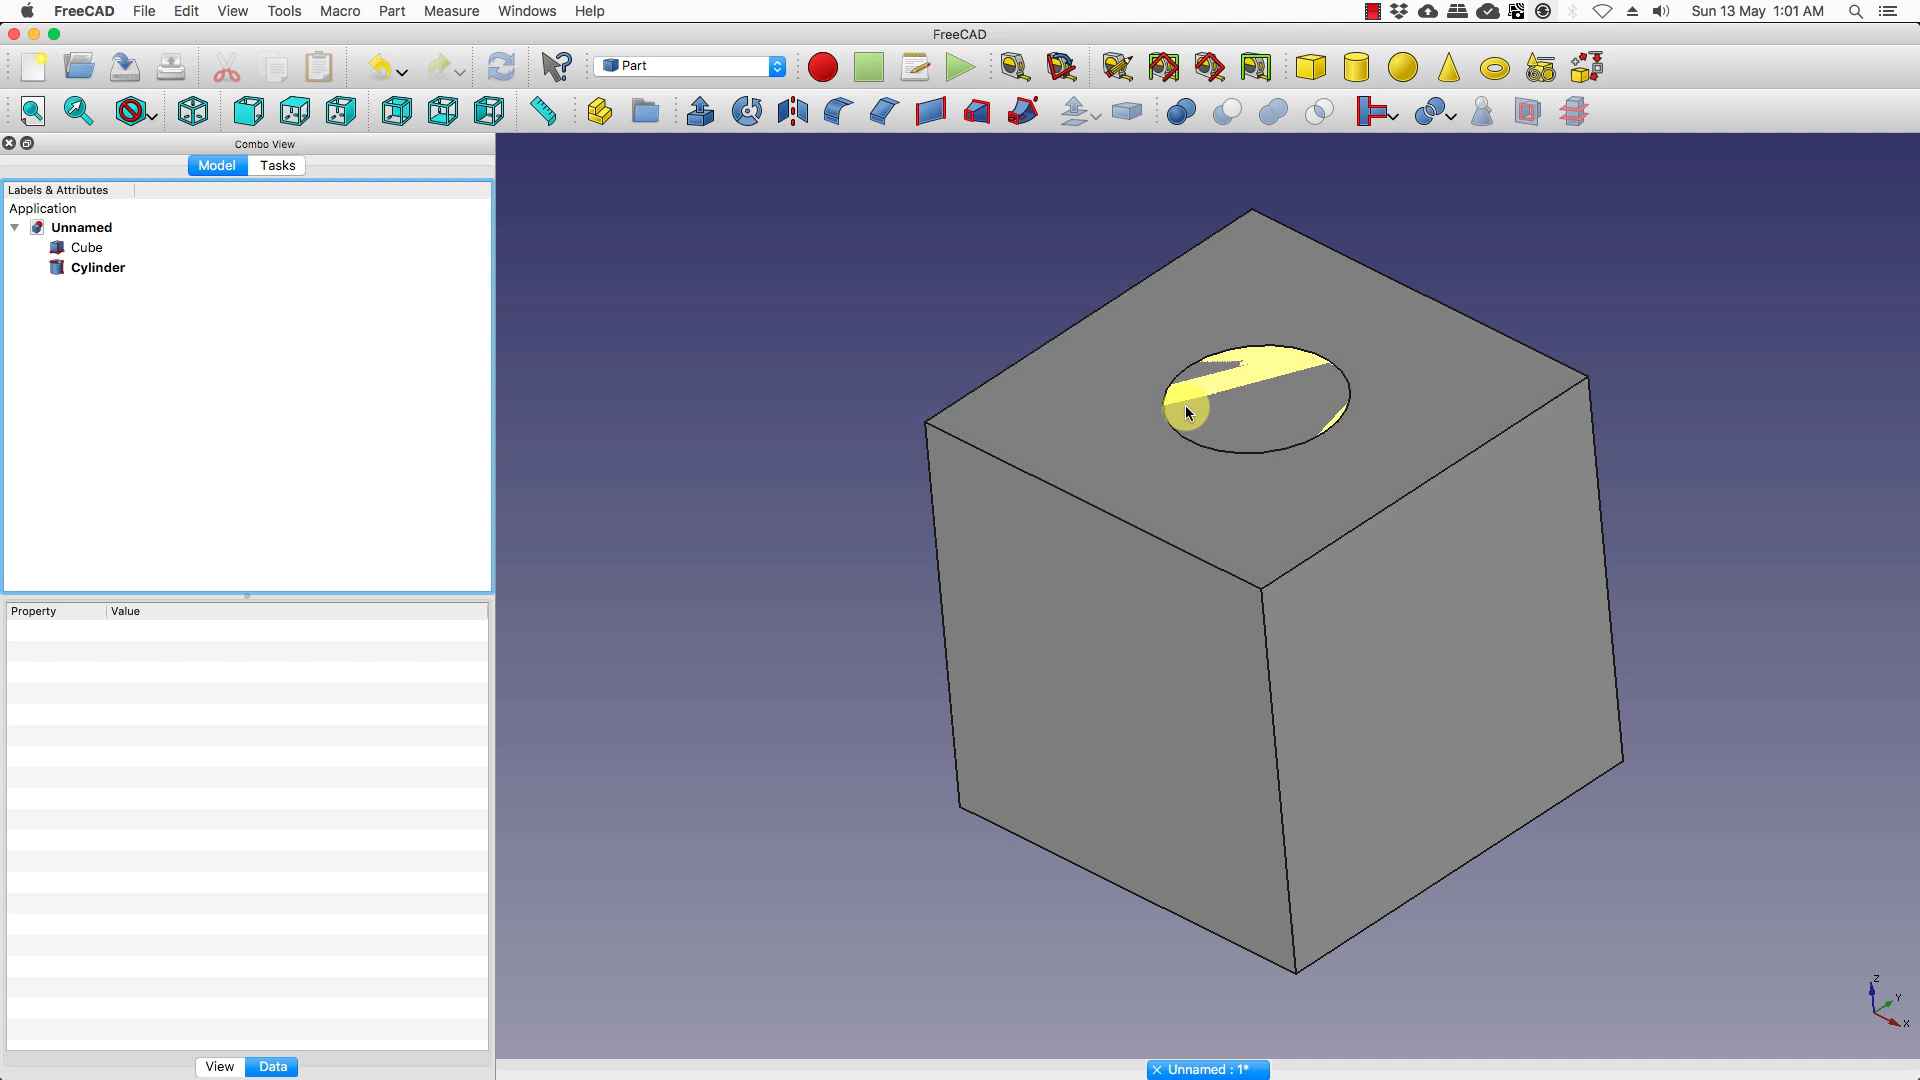 FreeCAD File Edit View Tools Macro Part Measure Windows Help Sun 13 May 1:01 AM
FreeCAD
Part
Combo View
Model Tasks
Labels & Attributes
Application
Unnamed
Cube
Cylinder
Property Value
View Data
Unnamed : 1*
Z
Y
X